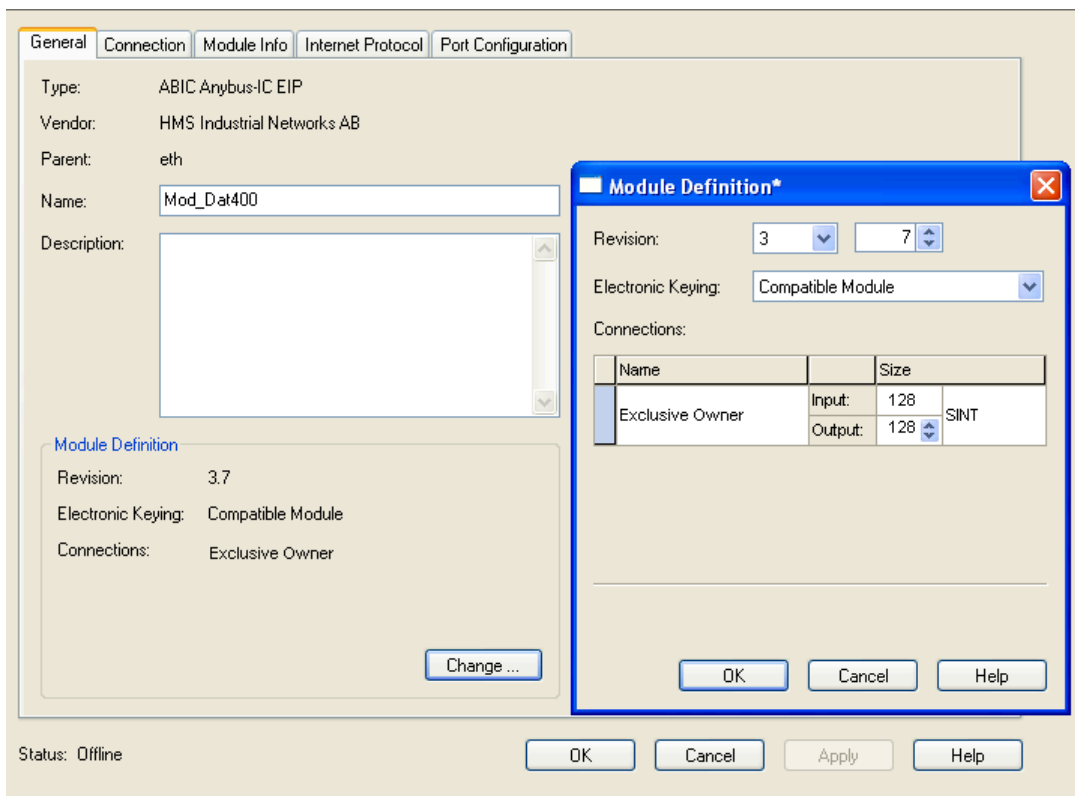 General Connection Module Info Internet Protocol Port Configuration
Type: ABIC Anybus-IC EIP
Vendor: HMS Industrial Networks AB
Parent: eth
Name: Mod_Dat400
Description:
Module Definition
Revision: 3.7
Electronic Keying: Compatible Module
Connections: Exclusive Owner
Change ...
Module Definition*
Revision: 3 7
Electronic Keying: Compatible Module
Connections:
Name Size
Exclusive Owner Input: 128 SINT
Output: 128
OK Cancel Help
Status: Offline
OK Cancel Apply Help